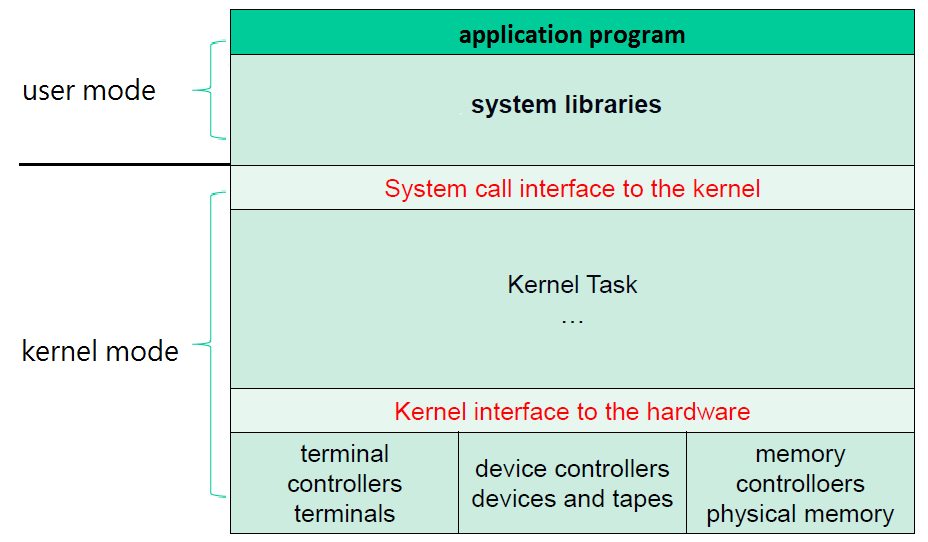 application program
user mode
system libraries
System call interface to the kernel
Kernel Task
...
kernel mode
Kernel interface to the hardware
terminal
controllers
terminals
device controllers
devices and tapes
memory
controlloers
physical memory